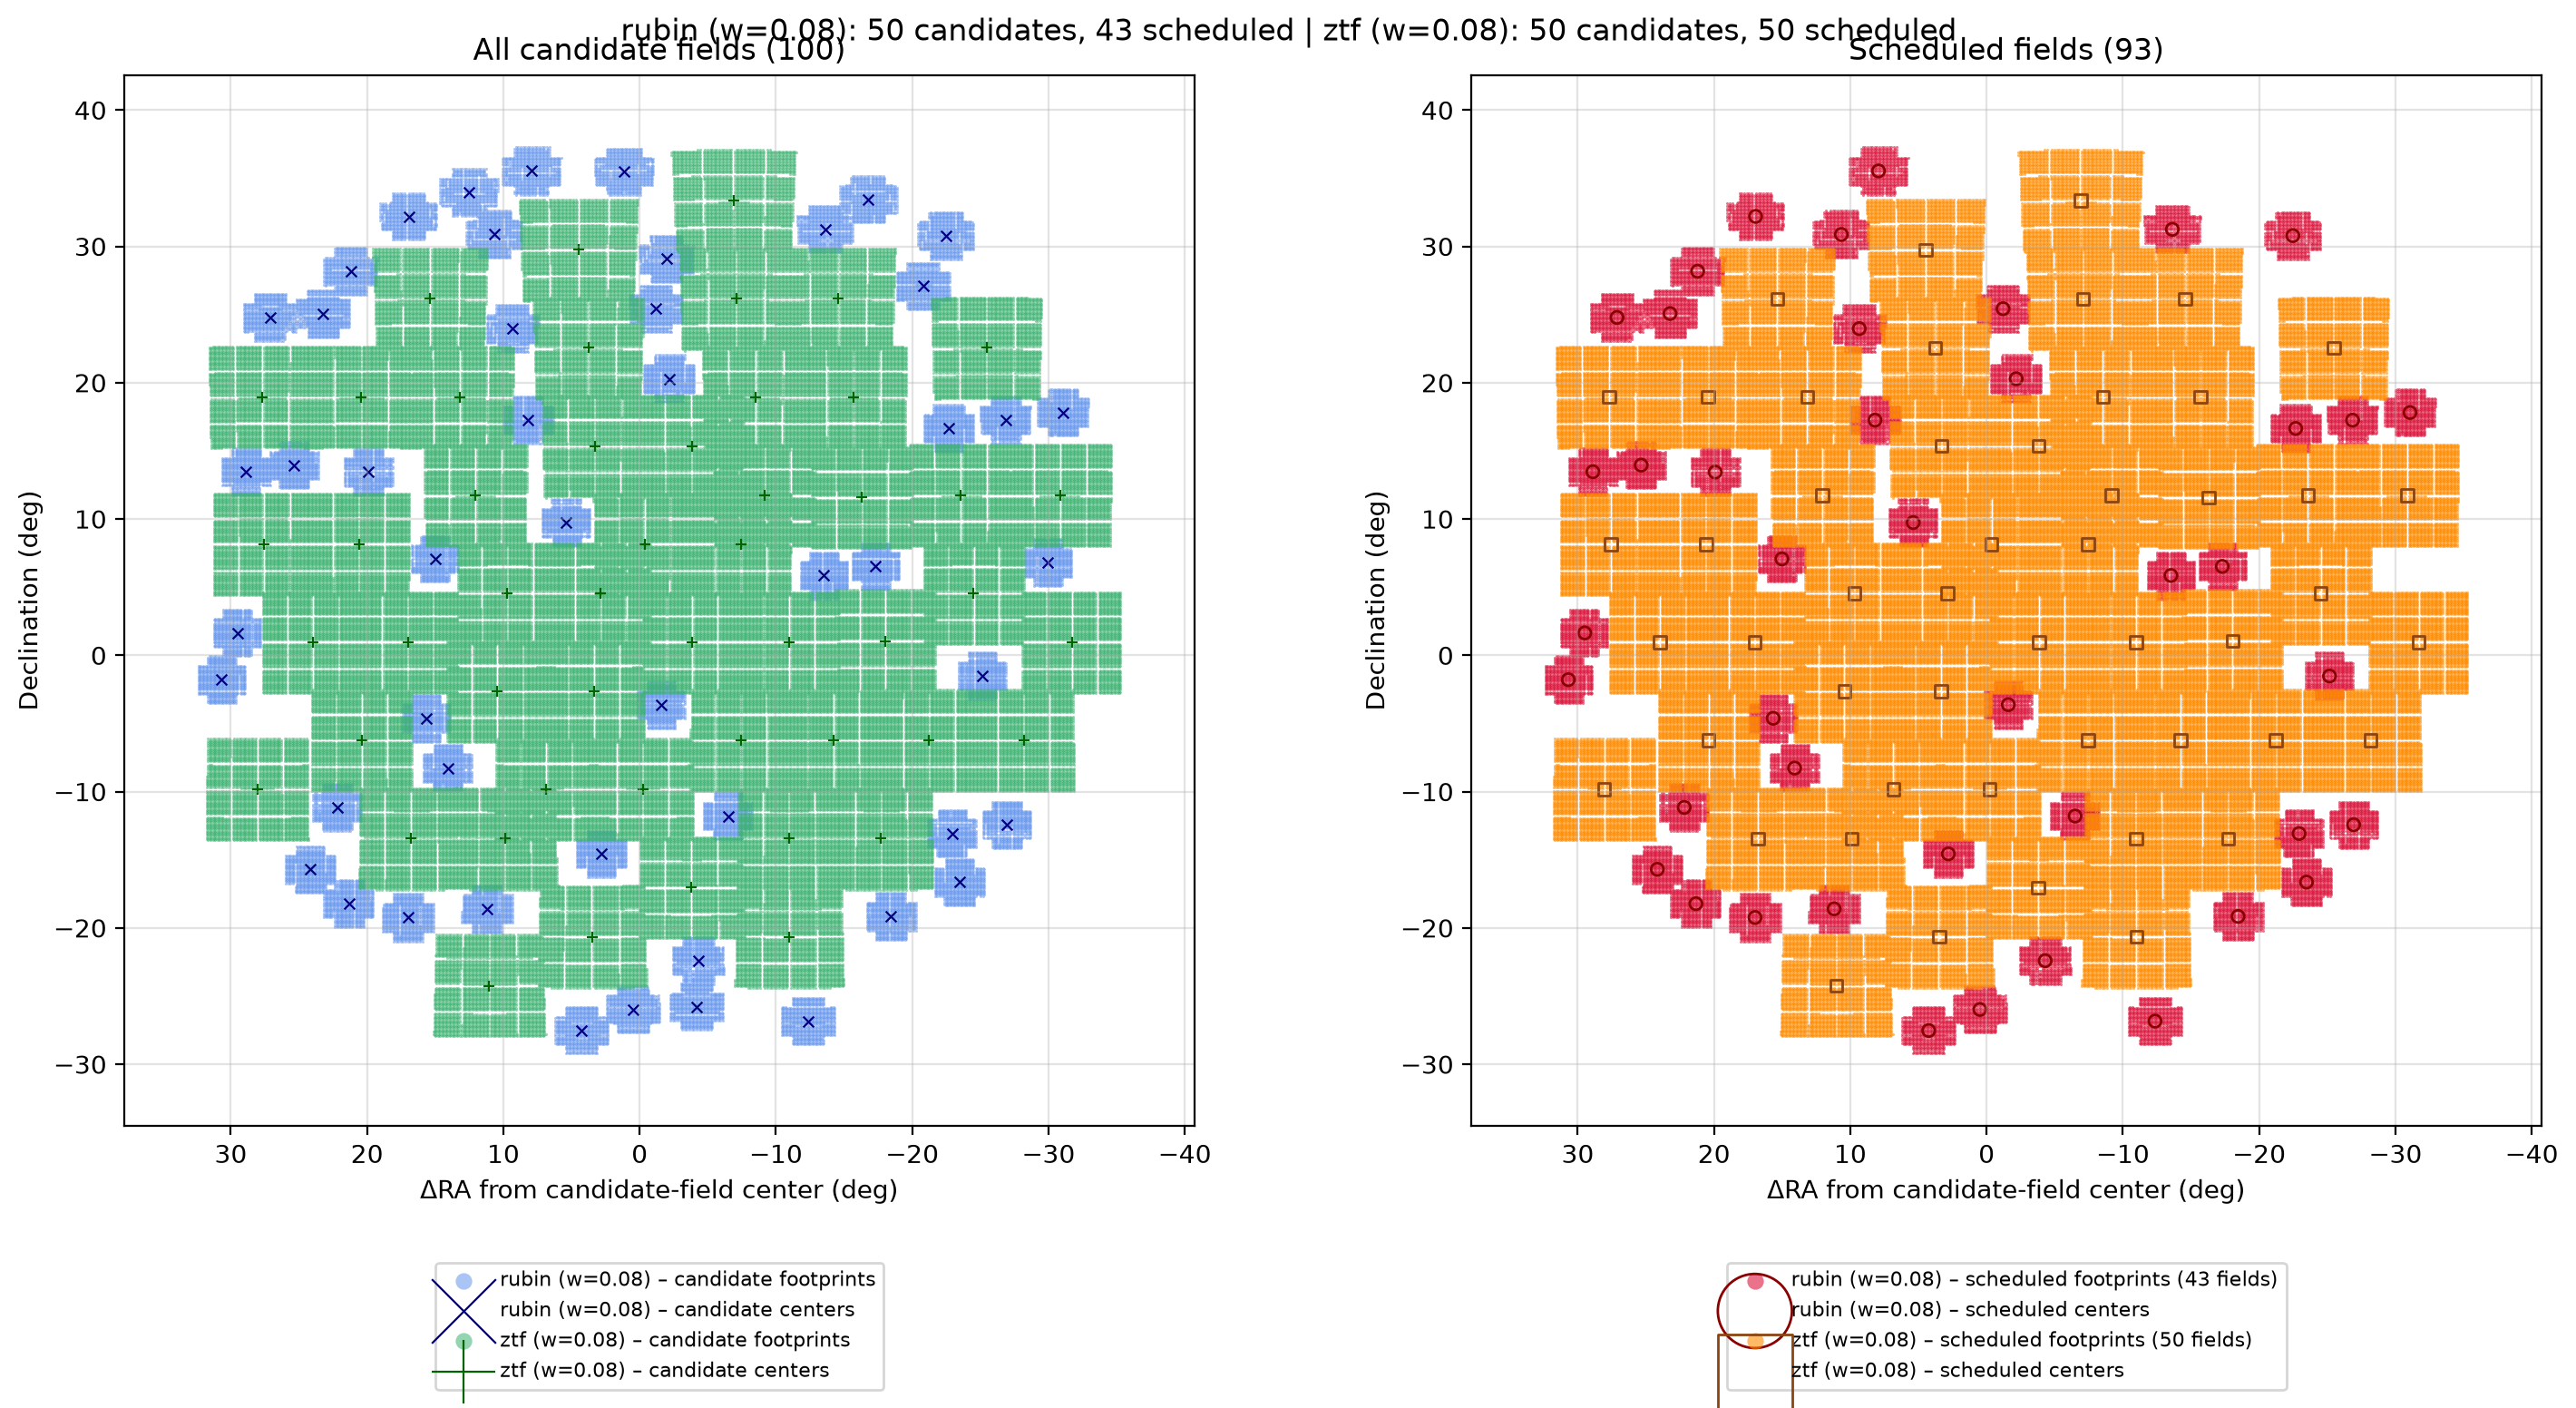 rubin (w=0.08): 50 candidates, 43 scheduled | ztf (w=0.08): 50 candidates, 50 scheduled
All candidate fields (100)
Declination (deg)
40
30
20
10
0
−10
−20
−30
30
20
10
0
−10
−20
−30
−40
ΔRA from candidate-field center (deg)
rubin (w=0.08) – candidate footprints
rubin (w=0.08) – candidate centers
ztf (w=0.08) – candidate footprints
ztf (w=0.08) – candidate centers
Scheduled fields (93)
Declination (deg)
40
30
20
10
0
−10
−20
−30
30
20
10
0
−10
−20
−30
−40
ΔRA from candidate-field center (deg)
rubin (w=0.08) – scheduled footprints (43 fields)
rubin (w=0.08) – scheduled centers
ztf (w=0.08) – scheduled footprints (50 fields)
ztf (w=0.08) – scheduled centers